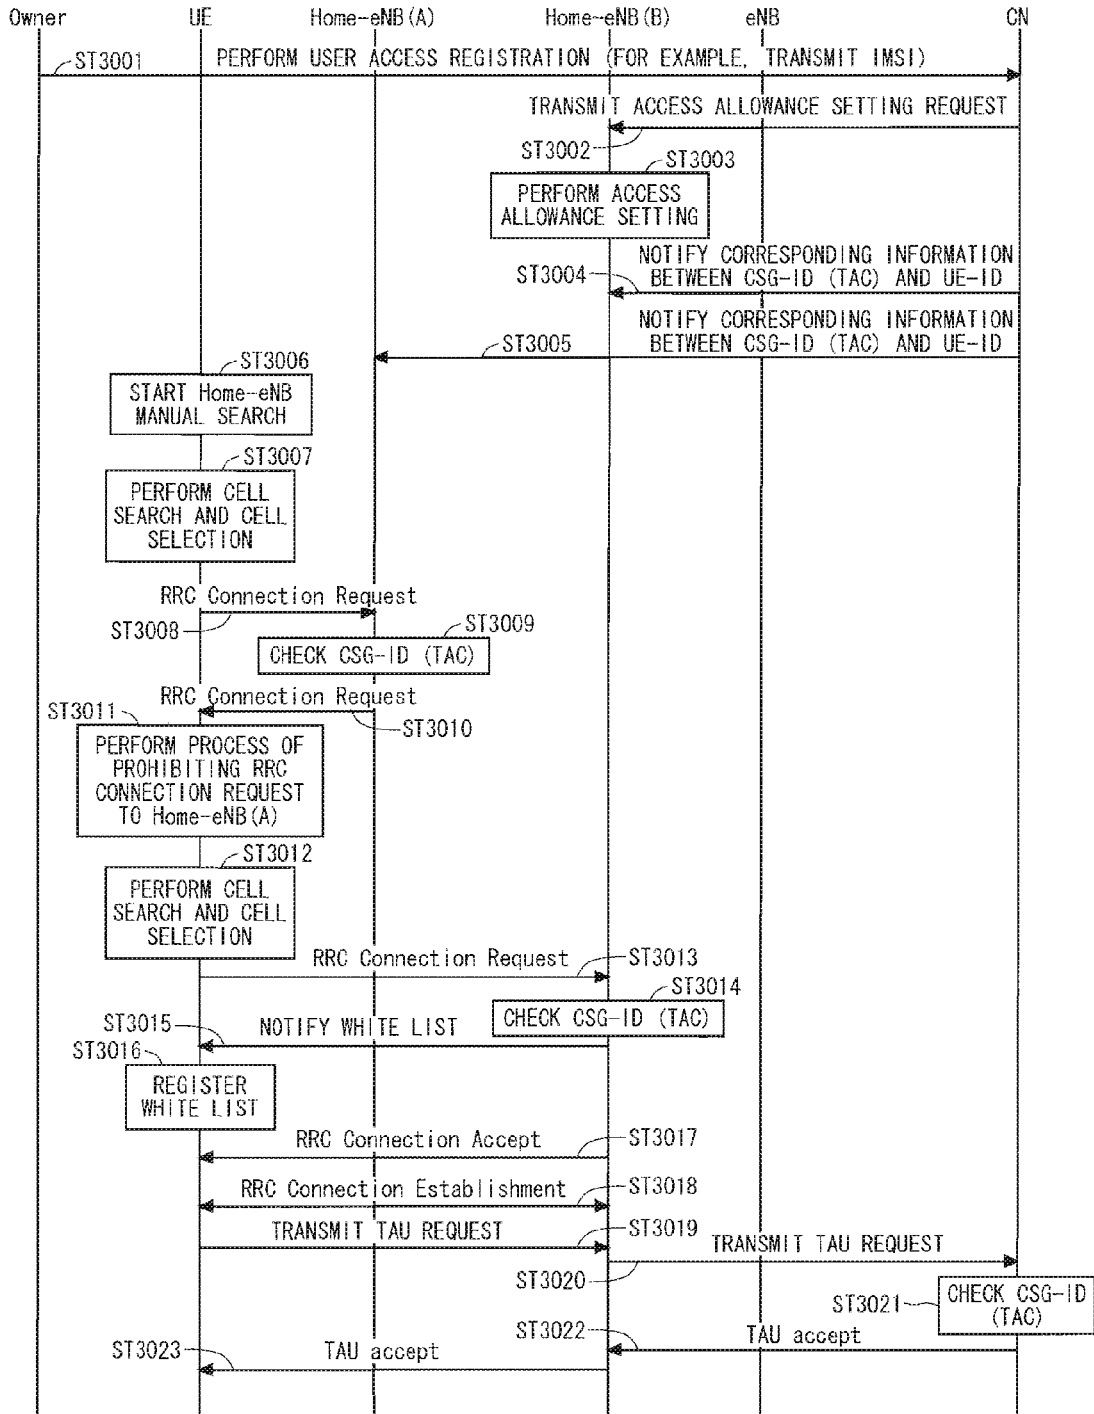 Owner UE Home-eNB(A) Home-eNB(B) eNB CN
ST3001 PERFORM USER ACCESS REGISTRATION (FOR EXAMPLE, TRANSMIT IMSI)
TRANSMIT ACCESS ALLOWANCE SETTING REQUEST
ST3002
ST3003
PERFORM ACCESS
ALLOWANCE SETTING
NOTIFY CORRESPONDING INFORMATION
BETWEEN CSG-ID (TAC) AND UE-ID
ST3004
NOTIFY CORRESPONDING INFORMATION
BETWEEN CSG-ID (TAC) AND UE-ID
ST3005
ST3006
START Home-eNB
MANUAL SEARCH
ST3007
PERFORM CELL
SEARCH AND CELL
SELECTION
RRC Connection Request
ST3008
ST3009
CHECK CSG-ID (TAC)
RRC Connection Request
ST3010
ST3011
PERFORM PROCESS OF
PROHIBITING RRC
CONNECTION REQUEST
TO Home-eNB(A)
ST3012
PERFORM CELL
SEARCH AND CELL
SELECTION
RRC Connection Request
ST3013
ST3014
CHECK CSG-ID (TAC)
ST3015
NOTIFY WHITE LIST
ST3016
REGISTER
WHITE LIST
RRC Connection Accept
ST3017
RRC Connection Establishment
ST3018
TRANSMIT TAU REQUEST
ST3019
TRANSMIT TAU REQUEST
ST3020
ST3021
CHECK CSG-ID
(TAC)
ST3022
TAU accept
ST3023
TAU accept